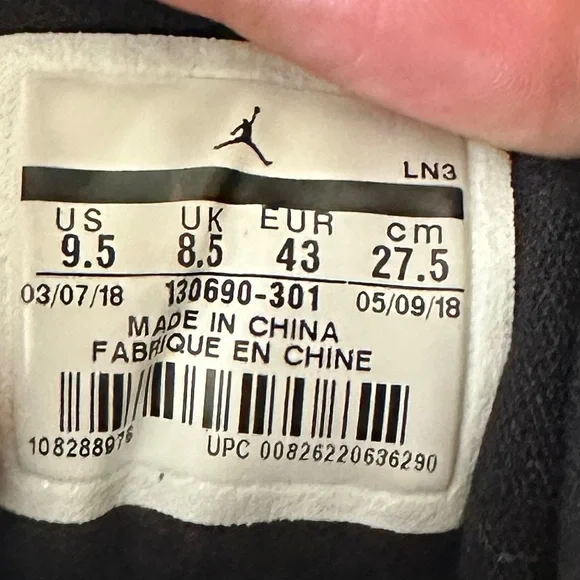 LN3
US UK EUR cm
9.5 8.5 43 27.5
03/07/18 130690-301 05/09/18
MADE IN CHINA
FABRIQUE EN CHINE
1082889776 UPC 00826220636290